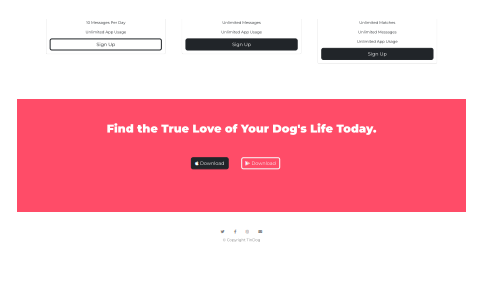 10 Messages Per Day
Unlimited App Usage
Sign Up
Unlimited Messages
Unlimited App Usage
Sign Up
Unlimited Matches
Unlimited Messages
Unlimited App Usage
Sign Up
Find the True Love of Your Dog's Life Today.
Download
Download
© Copyright TinDog